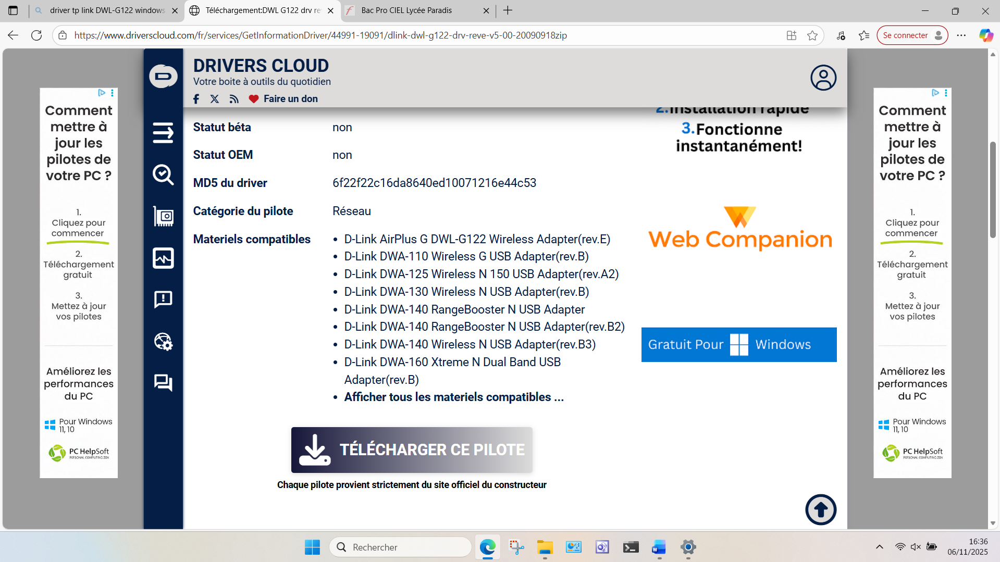 driver tp link DWL-G122 windows
Téléchargement:DWL G122 drv re
Bac Pro CIEL Lycée Paradis
https://www.driverscloud.com/fr/services/GetInformationDriver/44991-19091/dlink-dwl-g122-drv-reve-v5-00-20090918zip
Se connecter
DRIVERS CLOUD
Votre boite à outils du quotidien
Faire un don
Comment
mettre à
jour les
pilotes de
votre PC ?
1.
Cliquez pour
commencer
2.
Téléchargement
gratuit
3.
Mettez à jour
vos pilotes
Améliorez les
performances
du PC
Pour Windows
11, 10
PC HelpSoft
PERSONAL COMPUTING ZEN
Statut béta non
Statut OEM non
MD5 du driver 6f22f22c16da8640ed10071216e44c53
Catégorie du pilote Réseau
Materiels compatibles
• D-Link AirPlus G DWL-G122 Wireless Adapter(rev.E)
• D-Link DWA-110 Wireless G USB Adapter(rev.B)
• D-Link DWA-125 Wireless N 150 USB Adapter(rev.A2)
• D-Link DWA-130 Wireless N USB Adapter(rev.B)
• D-Link DWA-140 RangeBooster N USB Adapter
• D-Link DWA-140 RangeBooster N USB Adapter(rev.B2)
• D-Link DWA-140 Wireless N USB Adapter(rev.B3)
• D-Link DWA-160 Xtreme N Dual Band USB
Adapter(rev.B)
• Afficher tous les materiels compatibles ...
TÉLÉCHARGER CE PILOTE
Chaque pilote provient strictement du site officiel du constructeur
2.Installation rapide
3.Fonctionne
instantanément!
Web Companion
Gratuit Pour Windows
Comment
mettre à
jour les
pilotes de
votre PC ?
1.
Cliquez pour
commencer
2.
Téléchargement
gratuit
3.
Mettez à jour
vos pilotes
Améliorez les
performances
du PC
Pour Windows
11, 10
PC HelpSoft
PERSONAL COMPUTING ZEN
Rechercher
16:36
06/11/2025